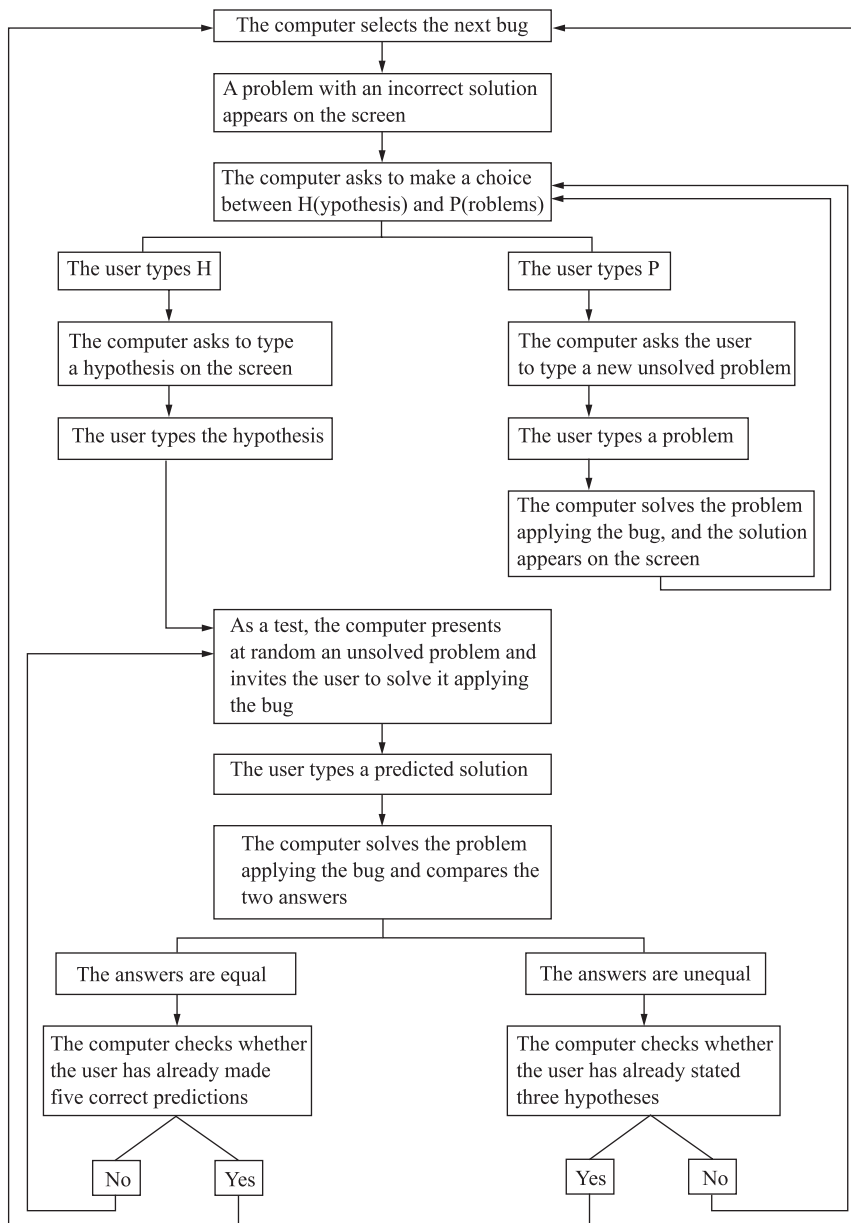 The computer selects the next bug
A problem with an incorrect solution
appears on the screen
The computer asks to make a choice
between H(ypothesis) and P(roblems)
The user types H
The computer asks to type
a hypothesis on the screen
The user types the hypothesis
The user types P
The computer asks the user
to type a new unsolved problem
The user types a problem
The computer solves the problem
applying the bug, and the solution
appears on the screen
As a test, the computer presents
at random an unsolved problem and
invites the user to solve it applying
the bug
The user types a predicted solution
The computer solves the problem
applying the bug and compares the
two answers
The answers are equal
The computer checks whether
the user has already made
five correct predictions
No
Yes
The answers are unequal
The computer checks whether
the user has already stated
three hypotheses
Yes
No